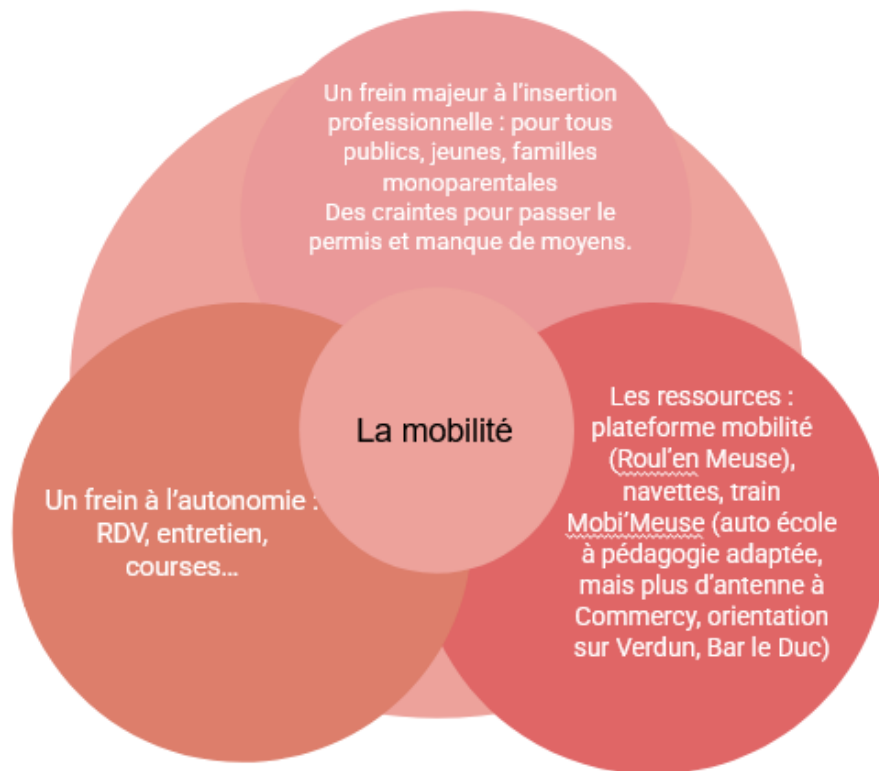 Un frein majeur à l'insertion
professionnelle : pour tous
publics, jeunes, familles
monoparentales
Des craintes pour passer le
permis et manque de moyens.
La mobilité
Un frein à l'autonomie :
RDV, entretien,
courses…
Les ressources :
plateforme mobilité
(Roul'en Meuse),
navettes, train
Mobi'Meuse (auto école
à pédagogie adaptée,
mais plus d'antenne à
Commercy, orientation
sur Verdun, Bar le Duc)